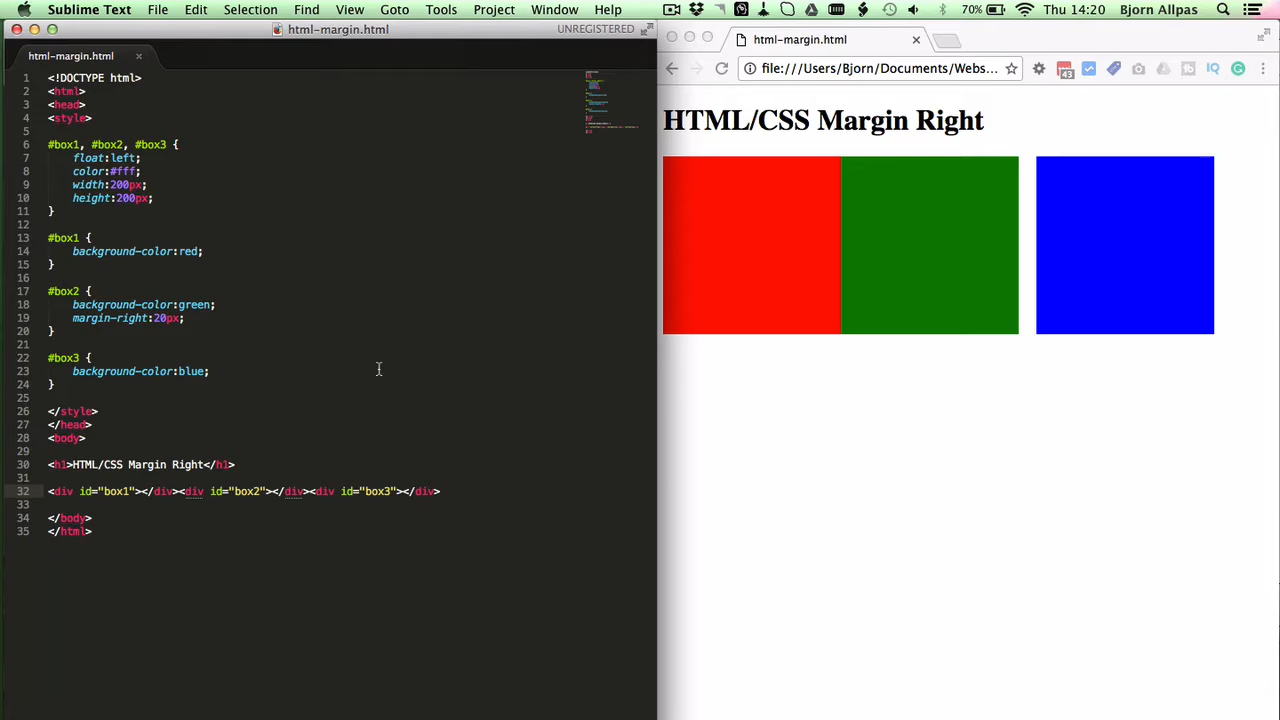 Sublime Text File Edit Selection Find View Goto Tools Project Window Help 70% Thu 14:20 Bjorn Allpas
html-margin.html UNREGISTERED
html-margin.html
1 <!DOCTYPE html>
2 <html>
3 <head>
4 <style>
5
6 #box1, #box2, #box3 {
7 float:left;
8 color:#fff;
9 width:200px;
10 height:200px;
11 }
12
13 #box1 {
14 background-color:red;
15 }
16
17 #box2 {
18 background-color:green;
19 margin-right:20px;
20 }
21
22 #box3 {
23 background-color:blue;
24 }
25
26 </style>
27 </head>
28 <body>
29
30 <h1>HTML/CSS Margin Right</h1>
31
32 <div id="box1"></div><div id="box2"></div><div id="box3"></div>
33
34 </body>
35 </html>
html-margin.html
file:///Users/Bjorn/Documents/Webs... 43 IQ
HTML/CSS Margin Right